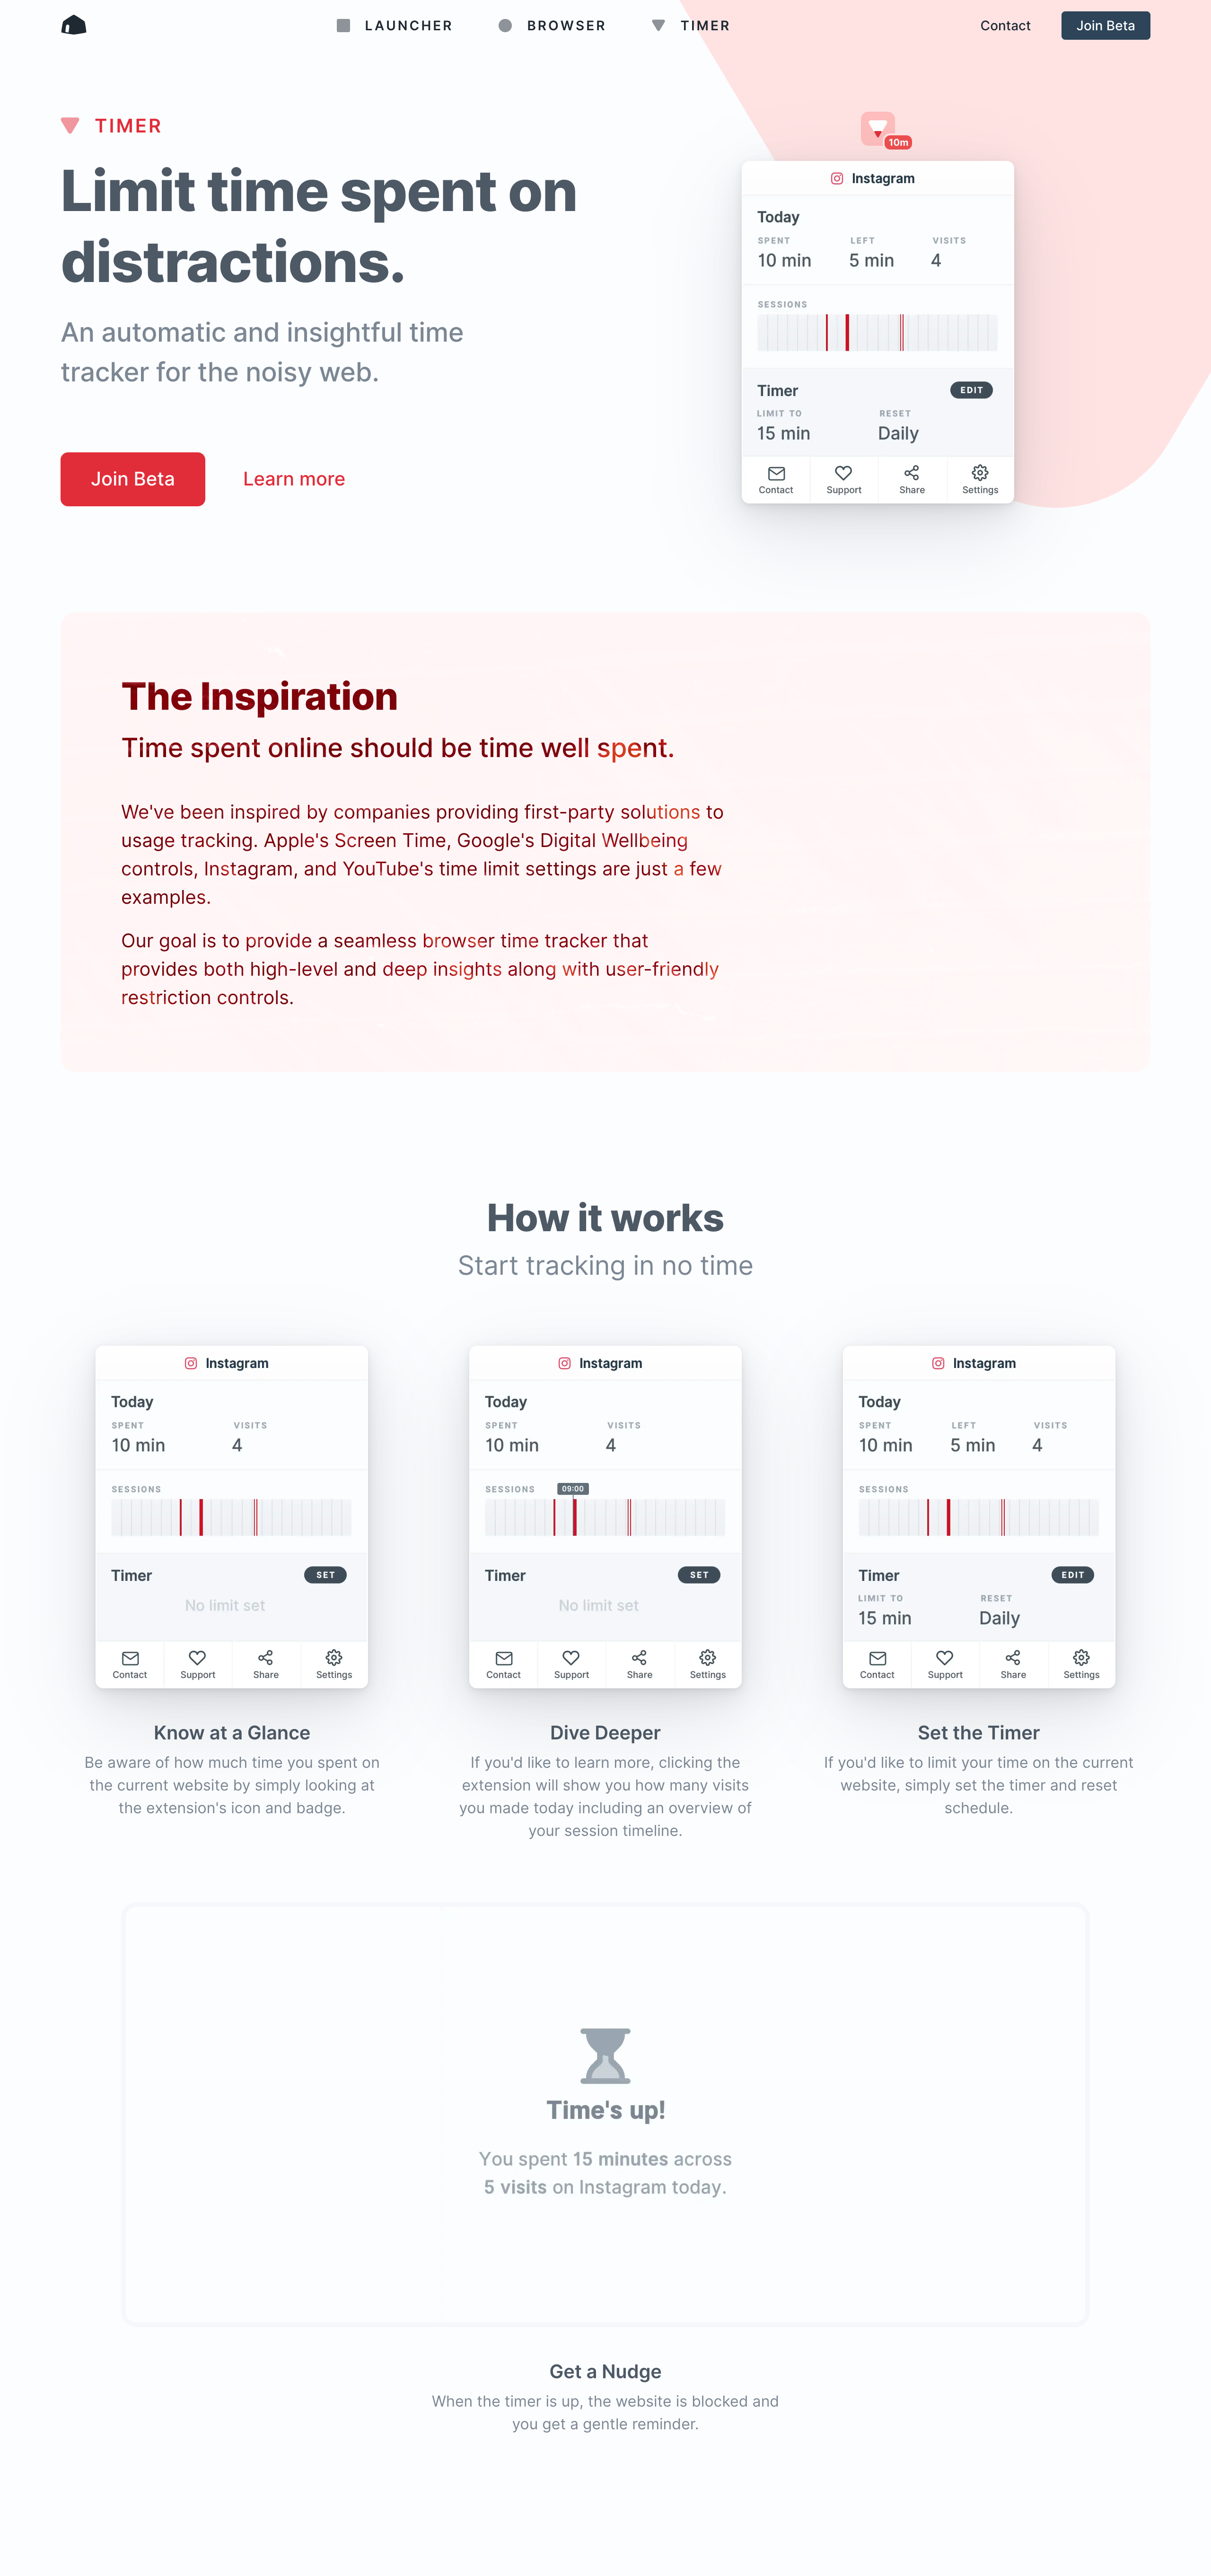 LAUNCHER BROWSER TIMER Contact Join Beta
TIMER
Limit time spent on
distractions.
An automatic and insightful time
tracker for the noisy web.
Join Beta Learn more
10m
Instagram
Today
SPENT LEFT VISITS
10 min 5 min 4
SESSIONS
Timer EDIT
LIMIT TO RESET
15 min Daily
Contact Support Share Settings
The Inspiration
Time spent online should be time well spent.
We've been inspired by companies providing first-party solutions to
usage tracking. Apple's Screen Time, Google's Digital Wellbeing
controls, Instagram, and YouTube's time limit settings are just a few
examples.
Our goal is to provide a seamless browser time tracker that
provides both high-level and deep insights along with user-friendly
restriction controls.
How it works
Start tracking in no time
Instagram
Today
SPENT VISITS
10 min 4
SESSIONS
Timer SET
No limit set
Contact Support Share Settings
Know at a Glance
Be aware of how much time you spent on
the current website by simply looking at
the extension's icon and badge.
Instagram
Today
SPENT VISITS
10 min 4
SESSIONS 09:00
Timer SET
No limit set
Contact Support Share Settings
Dive Deeper
If you'd like to learn more, clicking the
extension will show you how many visits
you made today including an overview of
your session timeline.
Instagram
Today
SPENT LEFT VISITS
10 min 5 min 4
SESSIONS
Timer EDIT
LIMIT TO RESET
15 min Daily
Contact Support Share Settings
Set the Timer
If you'd like to limit your time on the current
website, simply set the timer and reset
schedule.
Time's up!
You spent 15 minutes across
5 visits on Instagram today.
Get a Nudge
When the timer is up, the website is blocked and
you get a gentle reminder.